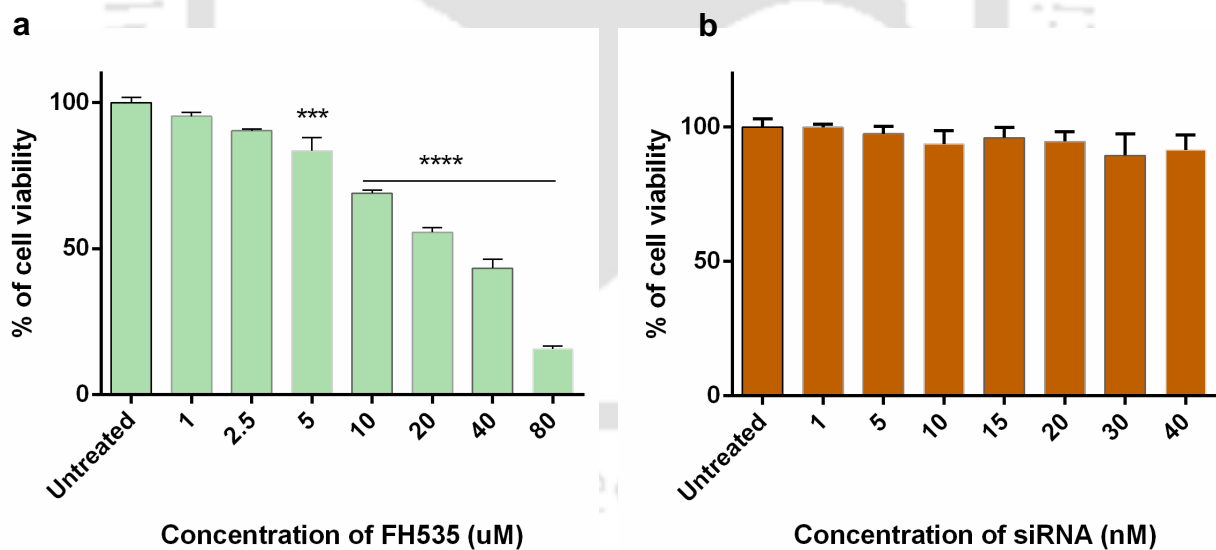 a
% of cell viability
100
50
0
***
****
Untreated
1
2.5
5
10
20
40
80
Concentration of FH535 (uM)
b
% of cell viability
100
50
0
Untreated
1
5
10
15
20
30
40
Concentration of siRNA (nM)